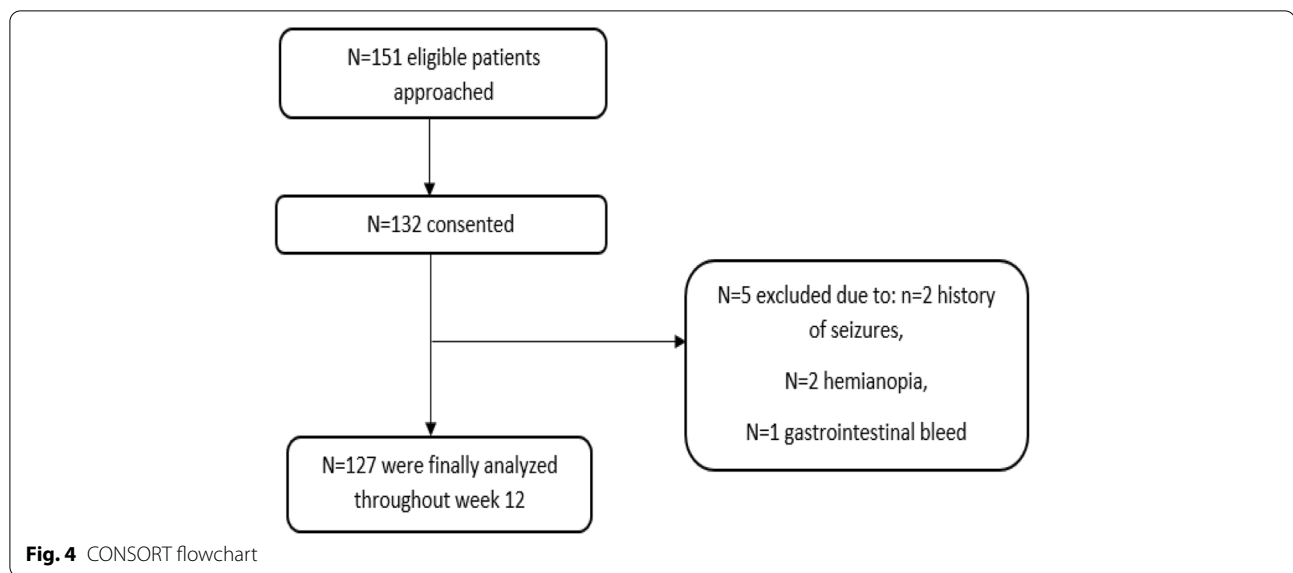 N=151 eligible patients
approached
N=132 consented
N=5 excluded due to: n=2 history
of seizures,
N=2 hemianopia,
N=1 gastrointestinal bleed
N=127 were finally analyzed
throughout week 12
Fig. 4 CONSORT flowchart